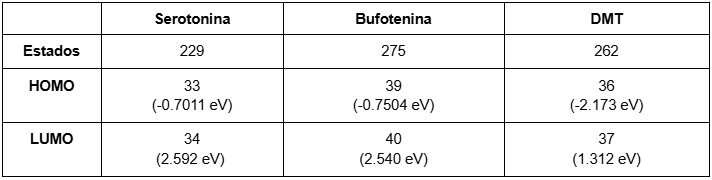 Serotonina Bufotenina DMT
Estados 229 275 262
HOMO 33 39 36
(-0.7011 eV) (-0.7504 eV) (-2.173 eV)
LUMO 34 40 37
(2.592 eV) (2.540 eV) (1.312 eV)